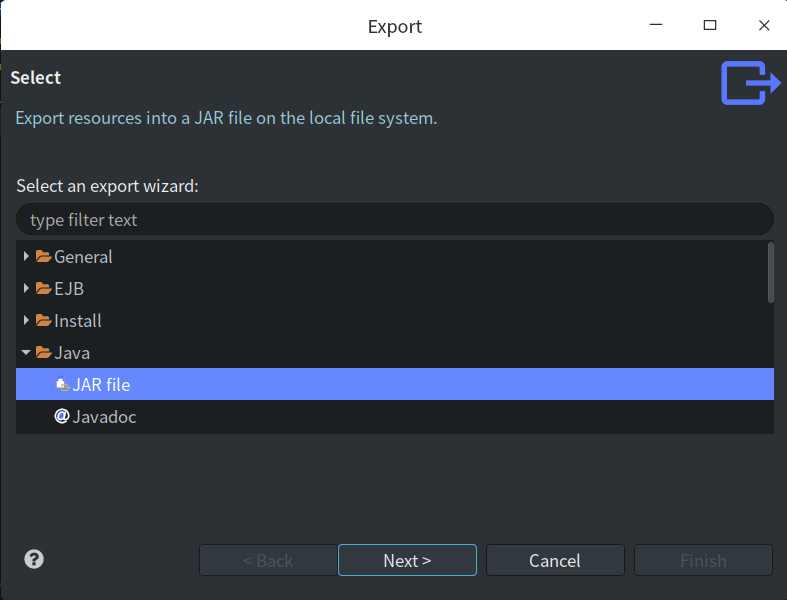 Export
Select
Export resources into a JAR file on the local file system.
Select an export wizard:
type filter text
General
EJB
Install
Java
JAR file
@ Javadoc
? < Back Next > Cancel Finish